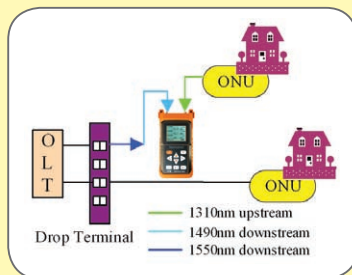 ONU
O
L
T
ONU
1310nm upstream
1490nm downstream
1550nm downstream
Drop Terminal